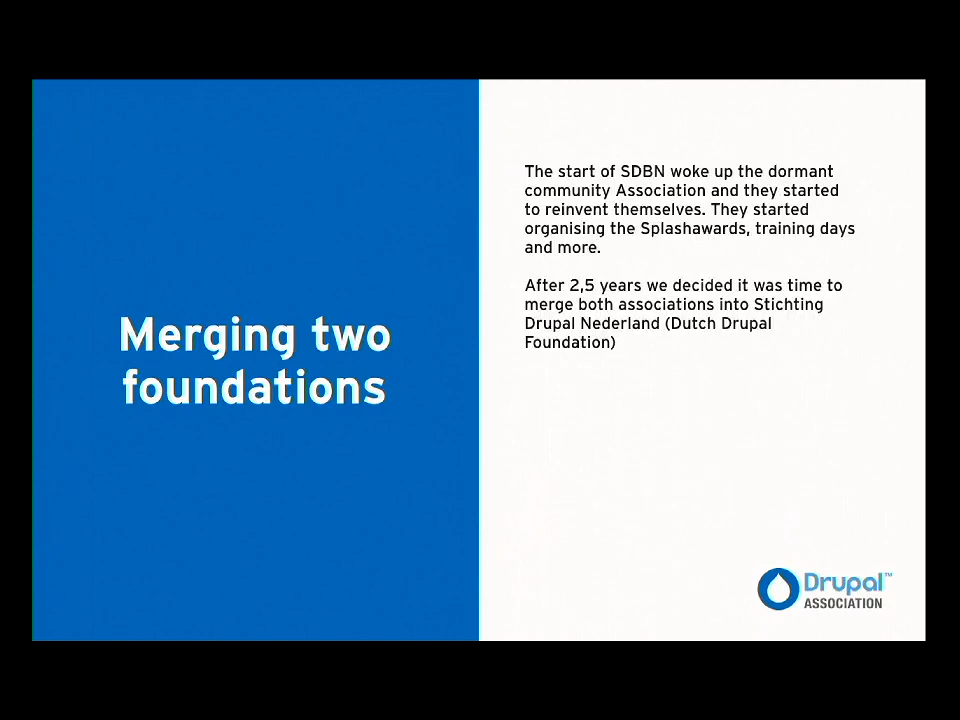 Merging two
foundations
The start of SDBN woke up the dormant
community Association and they started
to reinvent themselves. They started
organising the Splashawards, training days
and more.
After 2,5 years we decided it was time to
merge both associations into Stichting
Drupal Nederland (Dutch Drupal
Foundation)
Drupal™
ASSOCIATION